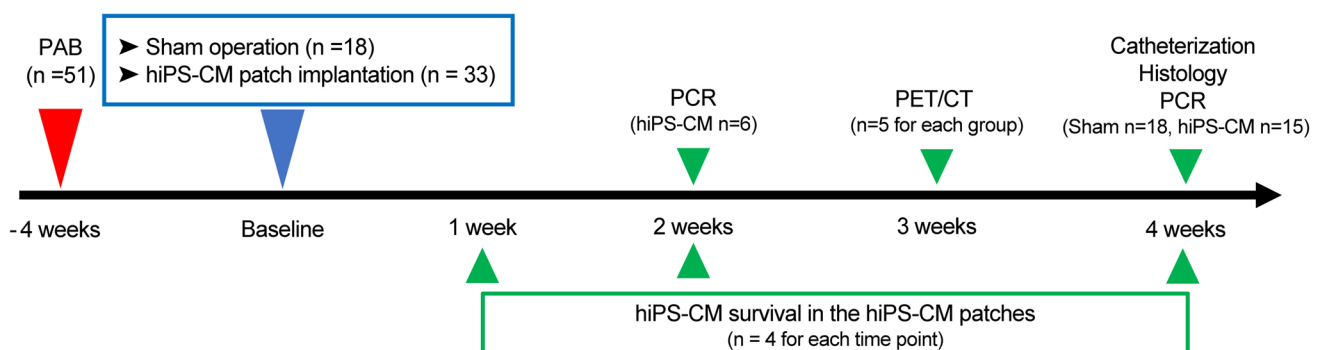 PAB
(n =51)
➤ Sham operation (n =18)
➤ hiPS-CM patch implantation (n = 33)
PCR
(hiPS-CM n=6)
PET/CT
(n=5 for each group)
Catheterization
Histology
PCR
(Sham n=18, hiPS-CM n=15)
- 4 weeks
Baseline
1 week
2 weeks
3 weeks
4 weeks
hiPS-CM survival in the hiPS-CM patches
(n = 4 for each time point)